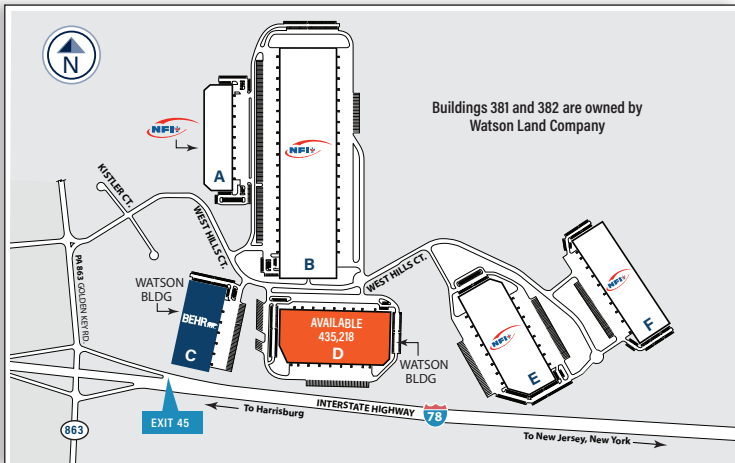 N
Buildings 381 and 382 are owned by
Watson Land Company
NFI
A
NFI
B
KISTLER CT.
WEST HILLS CT.
WEST HILLS CT.
PA 863 GOLDEN KEY RD.
WATSON
BLDG
BEHR
C
AVAILABLE
435,218
D
WATSON
BLDG
NFI
E
NFI
F
EXIT 45
To Harrisburg
INTERSTATE HIGHWAY
78
To New Jersey, New York
863